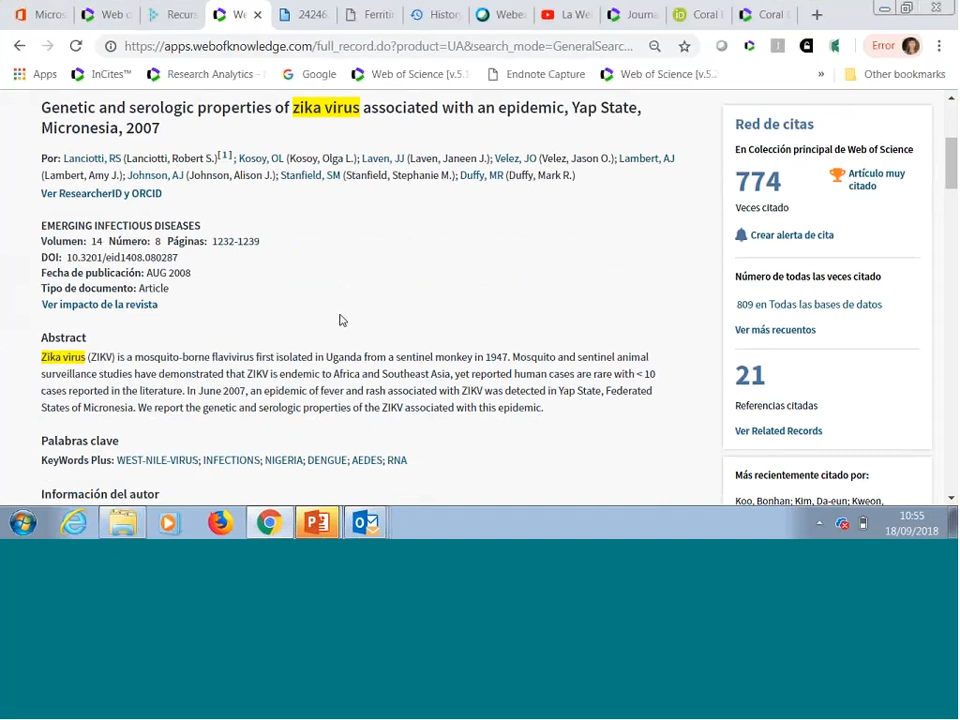 Micros
Web o
Recurs
We
24246
Ferriti
Histor
Webex
La We
Journa
Coral
Coral
https://apps.webofknowledge.com/full_record.do?product=UA&search_mode=GeneralSearc...
Error
Apps
InCites™
Research Analytics -
Google
Web of Science [v.5.1
Endnote Capture
Web of Science [v.5.2
»
Other bookmarks
Genetic and serologic properties of zika virus associated with an epidemic, Yap State,
Micronesia, 2007
Por: Lanciotti, RS (Lanciotti, Robert S.)[1]; Kosoy, OL (Kosoy, Olga L.); Laven, JJ (Laven, Janeen J.); Velez, JO (Velez, Jason O.); Lambert, AJ
(Lambert, Amy J.); Johnson, AJ (Johnson, Alison J.); Stanfield, SM (Stanfield, Stephanie M.); Duffy, MR (Duffy, Mark R.)
Ver ResearcherID y ORCID
EMERGING INFECTIOUS DISEASES
Volumen: 14 Número: 8 Páginas: 1232-1239
DOI: 10.3201/eid1408.080287
Fecha de publicación: AUG 2008
Tipo de documento: Article
Ver impacto de la revista
Abstract
Zika virus (ZIKV) is a mosquito-borne flavivirus first isolated in Uganda from a sentinel monkey in 1947. Mosquito and sentinel animal
surveillance studies have demonstrated that ZIKV is endemic to Africa and Southeast Asia, yet reported human cases are rare with < 10
cases reported in the literature. In June 2007, an epidemic of fever and rash associated with ZIKV was detected in Yap State, Federated
States of Micronesia. We report the genetic and serologic properties of the ZIKV associated with this epidemic.
Palabras clave
KeyWords Plus: WEST-NILE-VIRUS; INFECTIONS; NIGERIA; DENGUE; AEDES; RNA
Información del autor
Red de citas
En Colección principal de Web of Science
774
Artículo muy
citado
Veces citado
Crear alerta de cita
Número de todas las veces citado
809 en Todas las bases de datos
Ver más recuentos
21
Referencias citadas
Ver Related Records
Más recientemente citado por:
Koo, Bonhan; Kim, Da-eun; Kweon,
10:55
18/09/2018